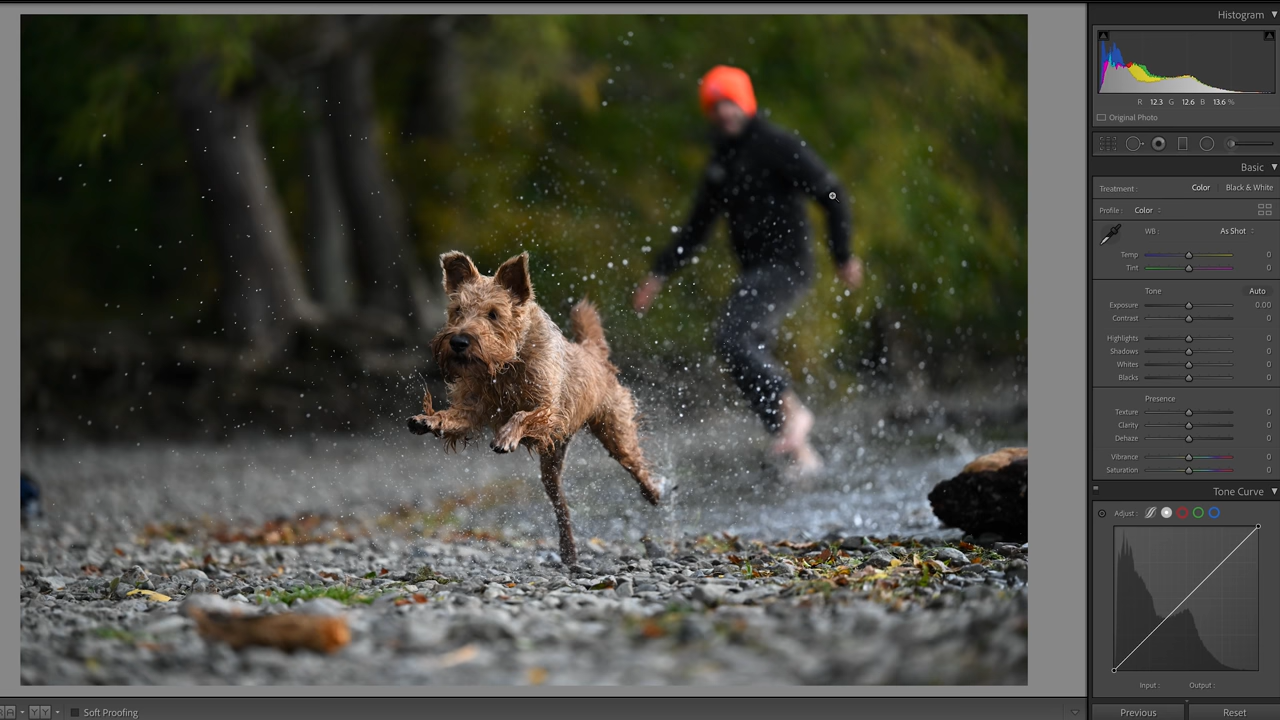 Histogram
R 12.3 G 12.6 B 13.6 %
Original Photo
Basic
Treatment : Color Black & White
Profile : Color
WB : As Shot
Temp 0
Tint 0
Tone Auto
Exposure 0.00
Contrast 0
Highlights 0
Shadows 0
Whites 0
Blacks 0
Presence
Texture 0
Clarity 0
Dehaze 0
Vibrance 0
Saturation 0
Tone Curve
Adjust :
Input : Output :
Y Y Soft Proofing Previous Reset